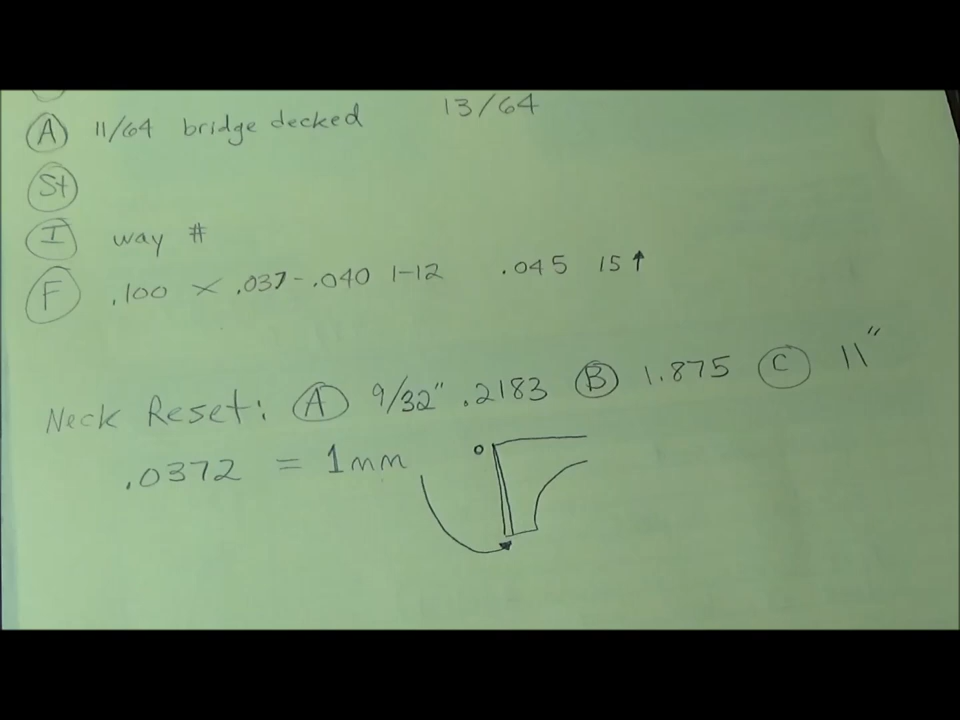 A 11/64 bridge decked 13/64
St
I way #
F .100 × .037-.040 1-12 .045 15↑
Neck Reset: A 9/32" .2183 B 1.875 C 11"
.0372 = 1mm
o